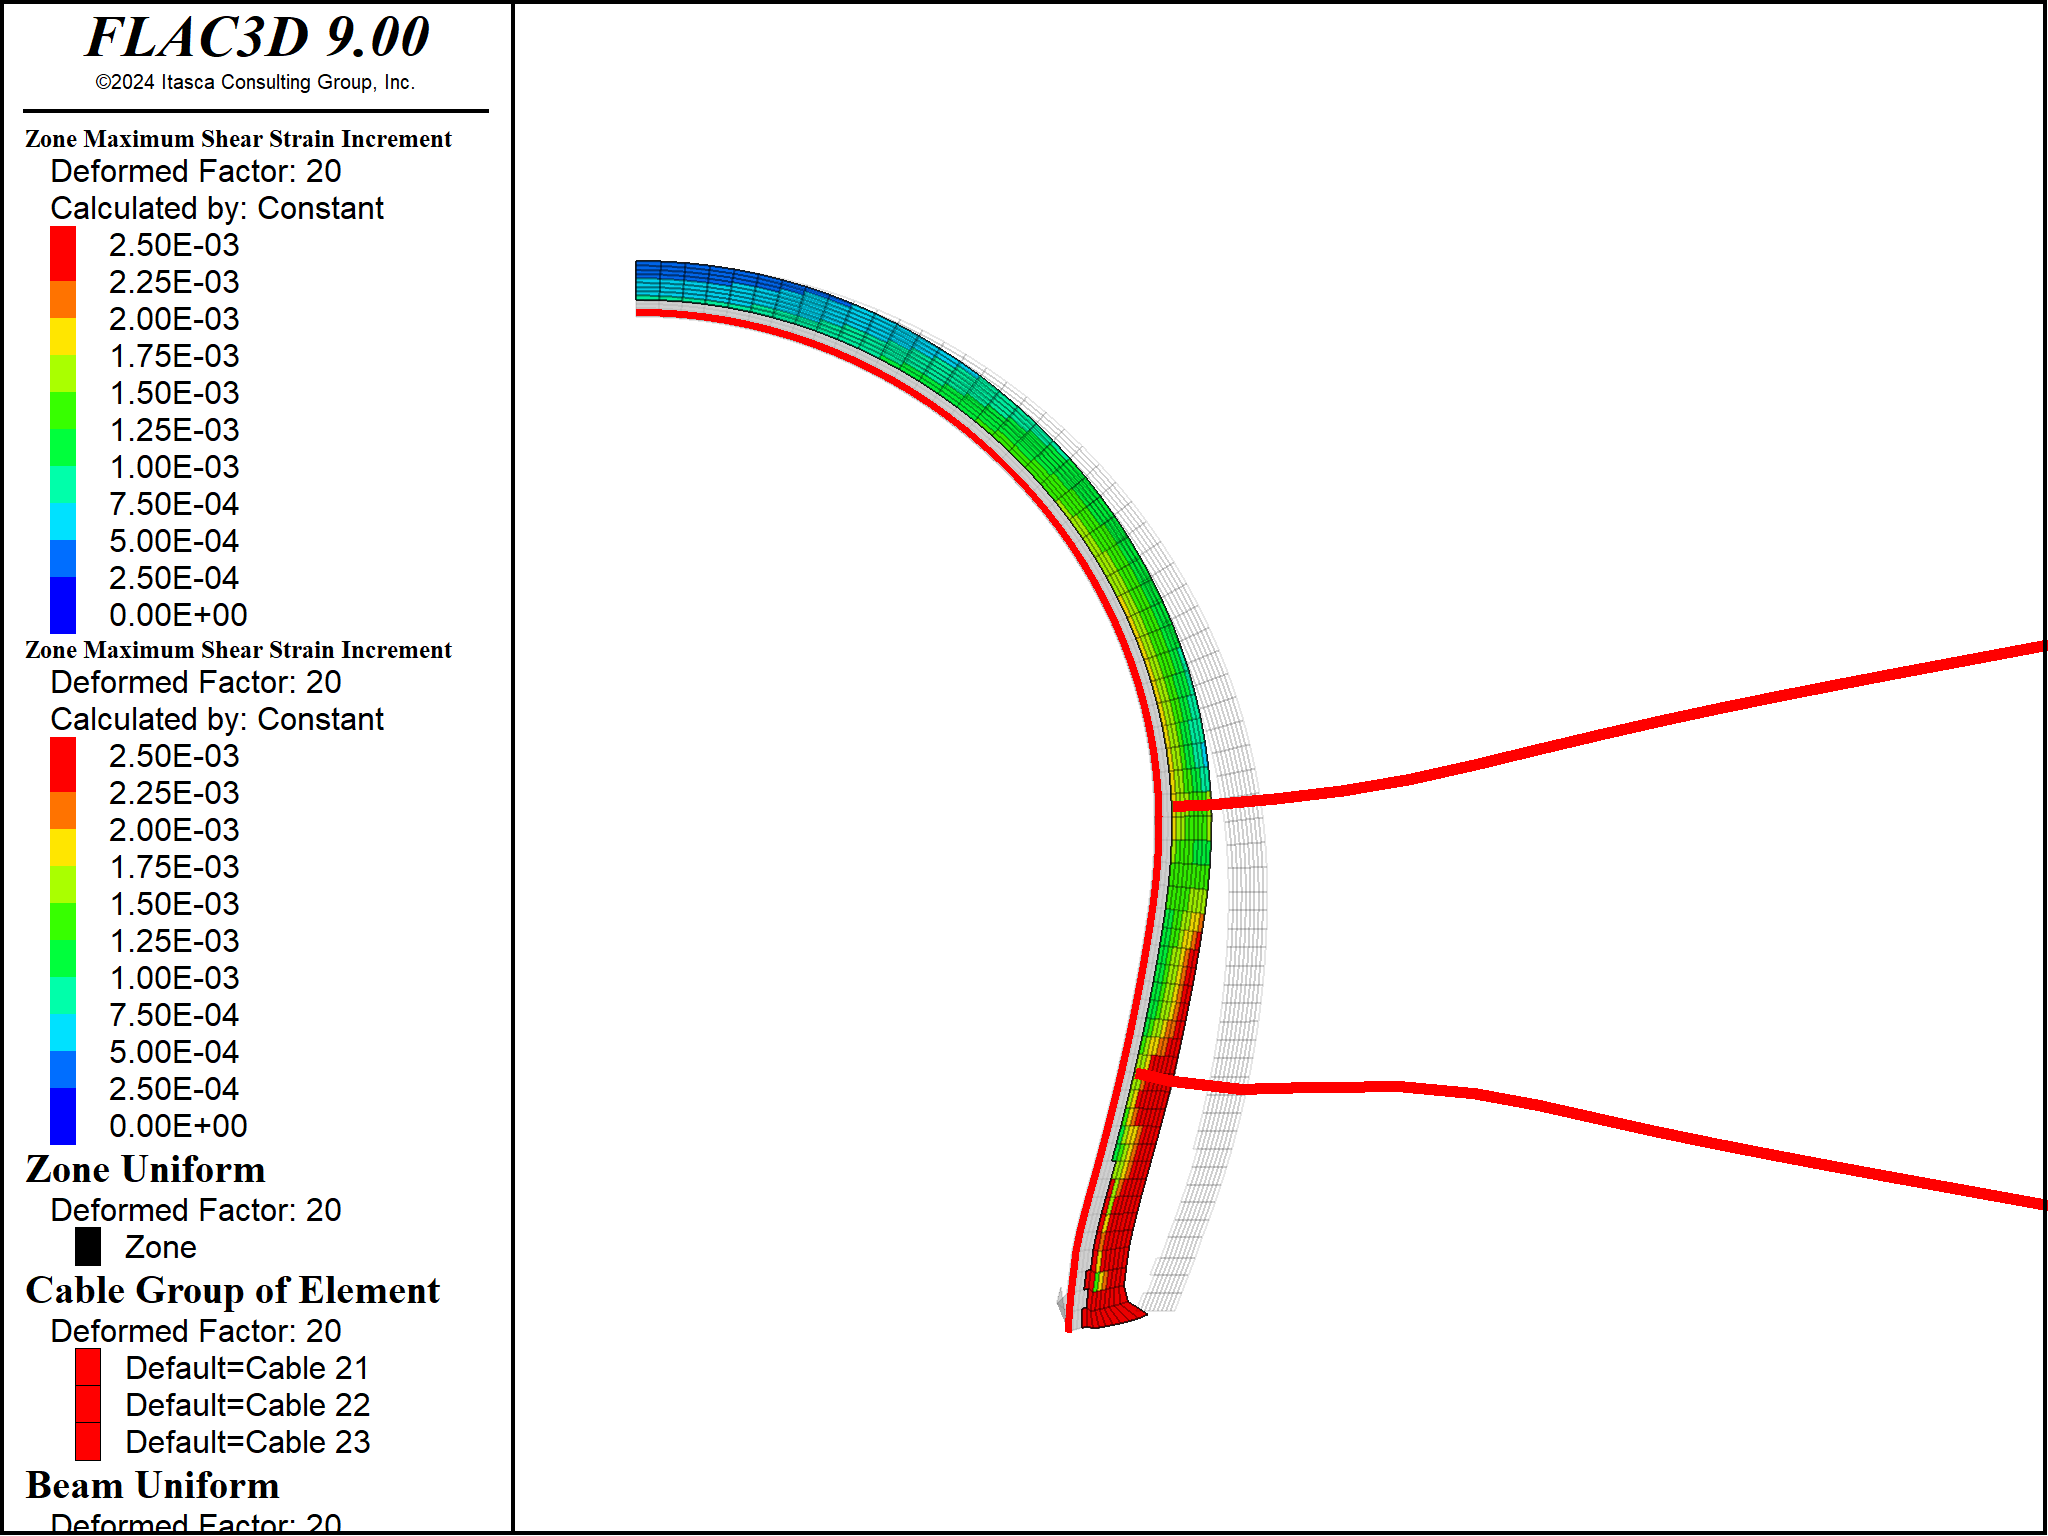 FLAC3D 9.00
©2024 Itasca Consulting Group, Inc.
Zone Maximum Shear Strain Increment
Deformed Factor: 20
Calculated by: Constant
2.50E-03
2.25E-03
2.00E-03
1.75E-03
1.50E-03
1.25E-03
1.00E-03
7.50E-04
5.00E-04
2.50E-04
0.00E+00
Zone Maximum Shear Strain Increment
Deformed Factor: 20
Calculated by: Constant
2.50E-03
2.25E-03
2.00E-03
1.75E-03
1.50E-03
1.25E-03
1.00E-03
7.50E-04
5.00E-04
2.50E-04
0.00E+00
Zone Uniform
Deformed Factor: 20
Zone
Cable Group of Element
Deformed Factor: 20
Default=Cable 21
Default=Cable 22
Default=Cable 23
Beam Uniform
Deformed Factor: 20